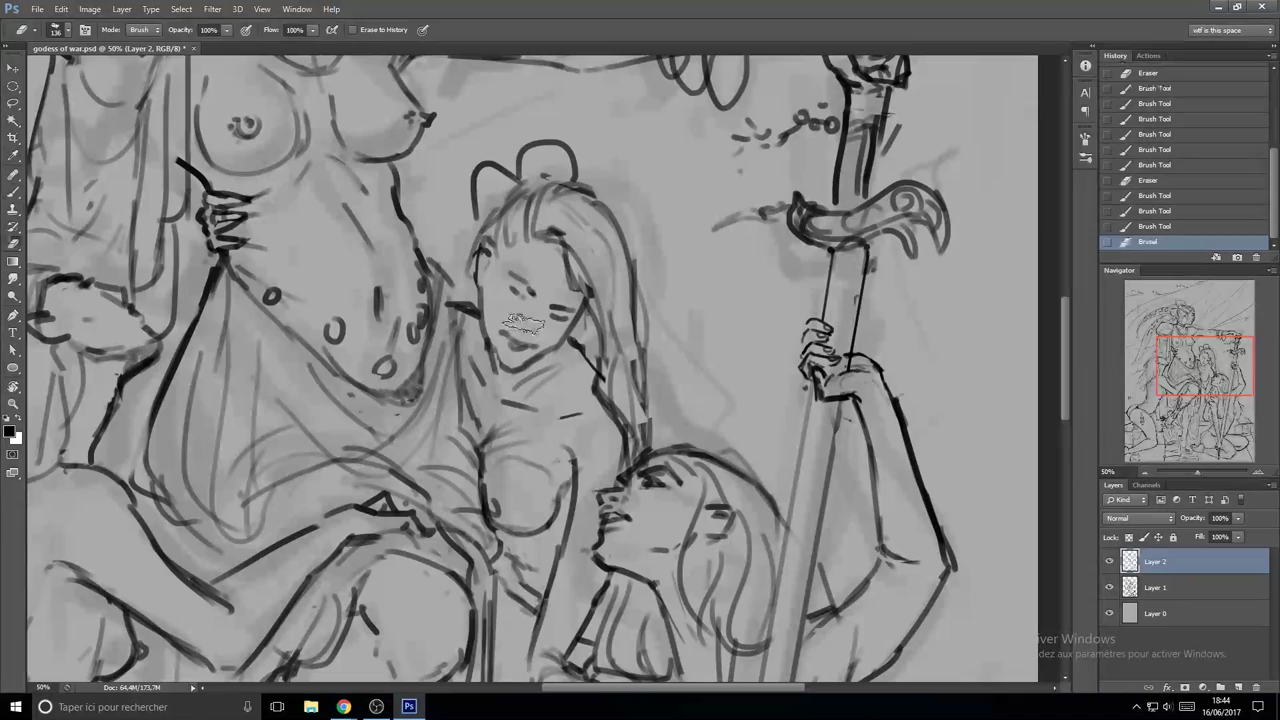 Ps File Edit Image Layer Type Select Filter 3D View Window Help
136 Mode: Brush Opacity: 100% Flow: 100% Erase to History wtf is this space
godess of war.psd @ 50% (Layer 2, RGB/8) * ×
History Actions
Eraser
Brush Tool
Brush Tool
Brush Tool
Brush Tool
Brush Tool
Brush Tool
Eraser
Brush Tool
Brush Tool
Brush Tool
Navigator
50%
Layers Channels
Kind
Normal Opacity: 100%
Lock: Fill: 100%
Layer 2
Layer 1
Layer 0
iver Windows
dez aux paramètres pour activer Windows.
50% Doc: 64,4M/173,7M
Taper ici pour rechercher
18:44
16/06/2017